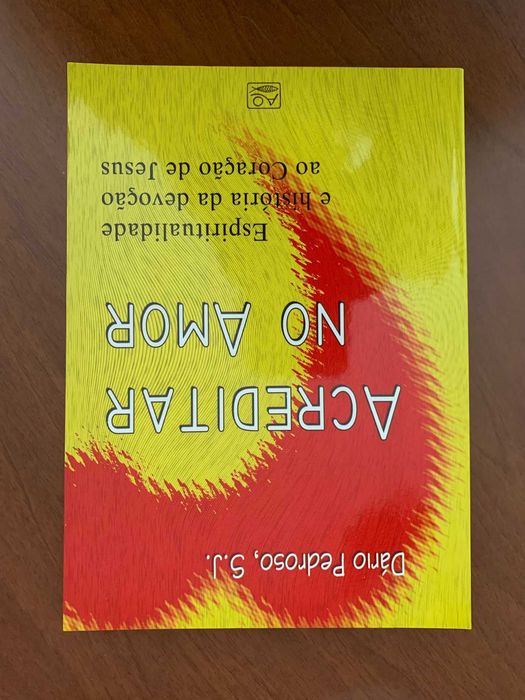 Dário Pedroso, S.J.
ACREDITAR
NO AMOR
Espiritualidade
e história da devoção
ao Coração de Jesus
AO